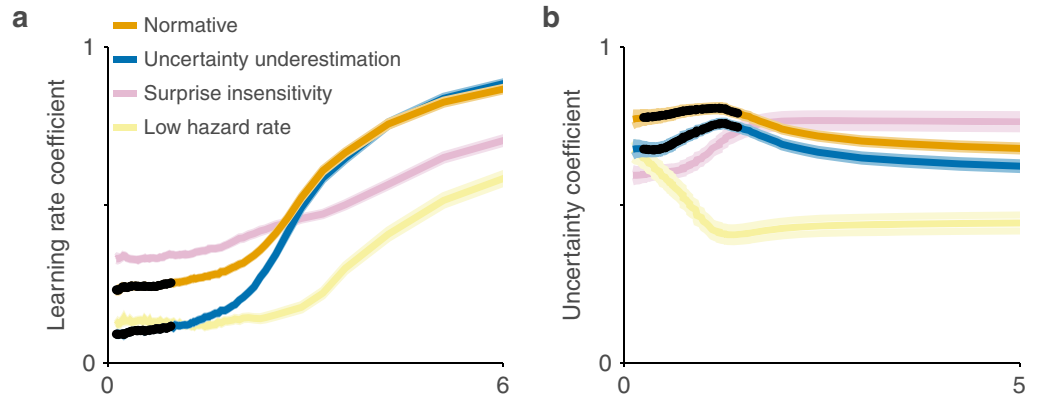 a
Normative
Uncertainty underestimation
Surprise insensitivity
Low hazard rate
Learning rate coefficient
1
0
0
6
b
Uncertainty coefficient
1
0
0
5